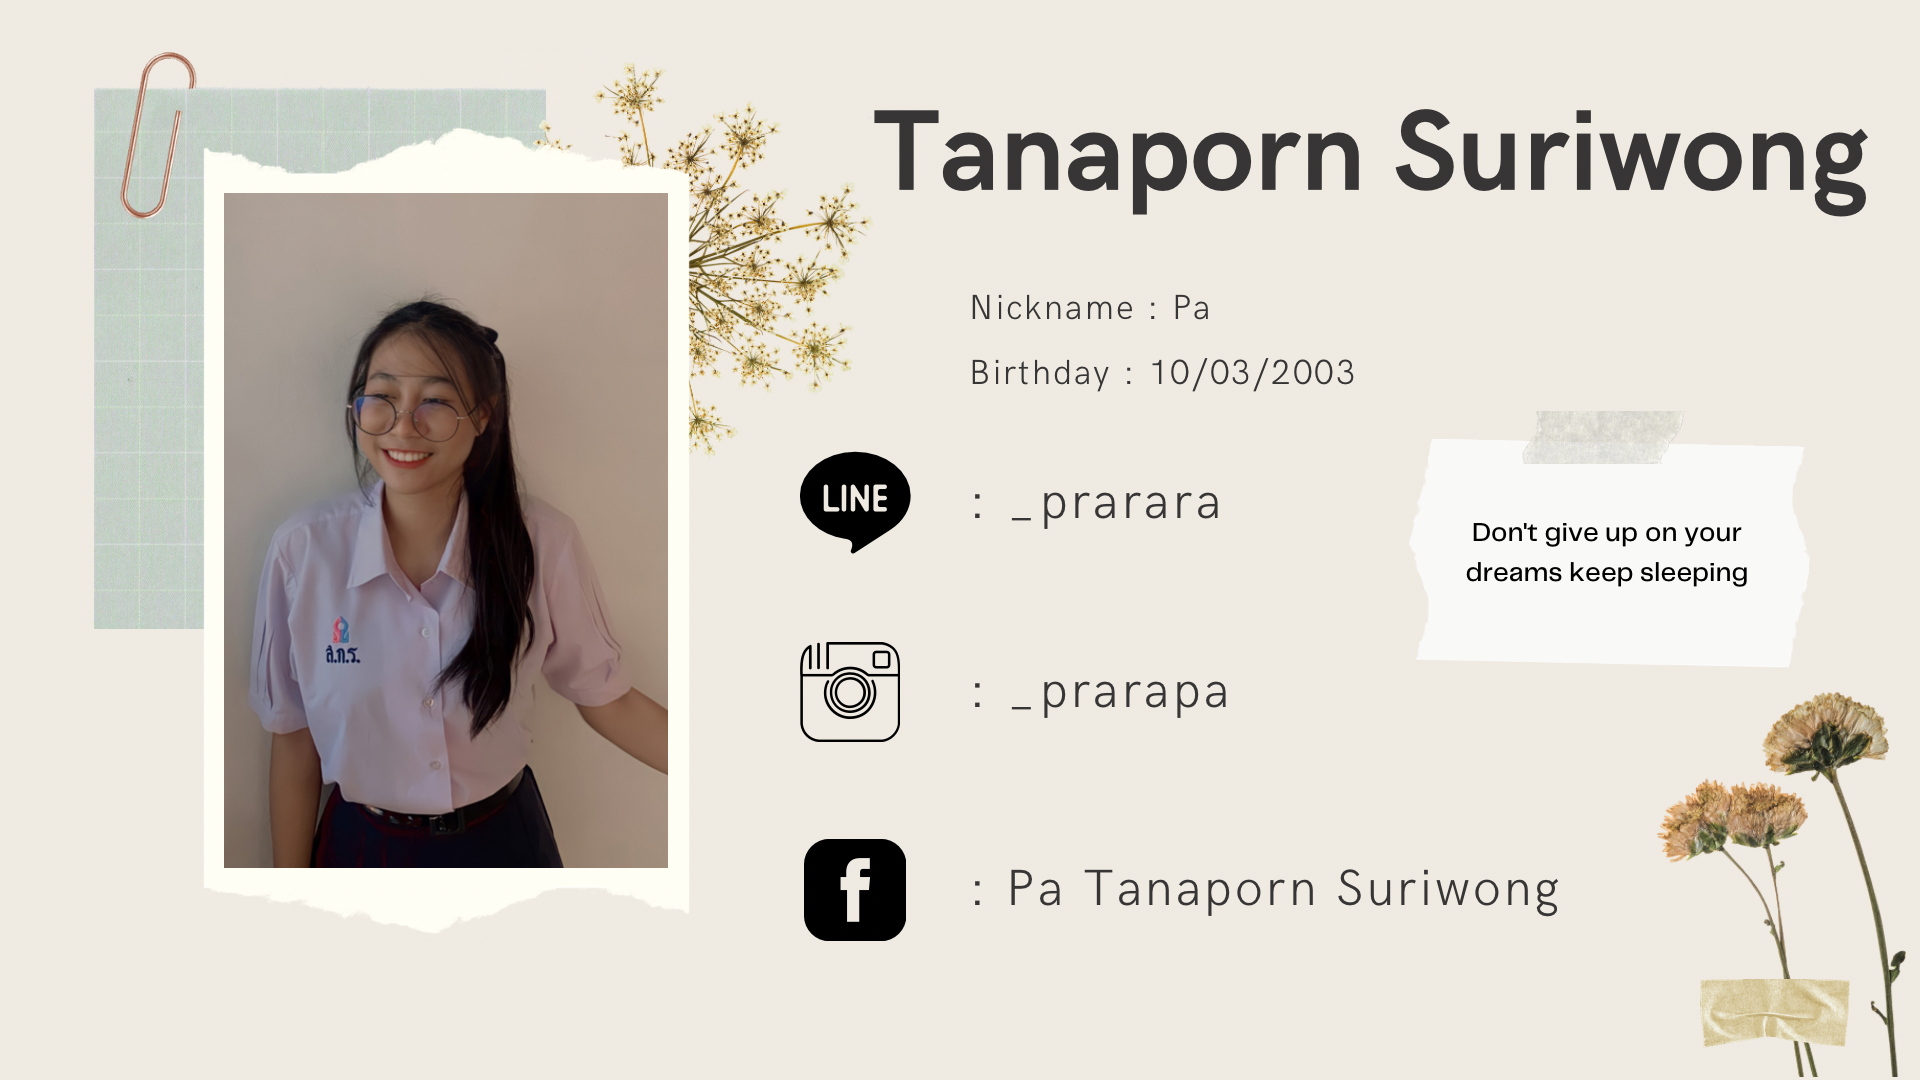 Tanaporn Suriwong
Nickname : Pa
Birthday : 10/03/2003
LINE : _prarara
Don't give up on your
dreams keep sleeping
: _prarapa
f : Pa Tanaporn Suriwong
สิ.ก.ร.